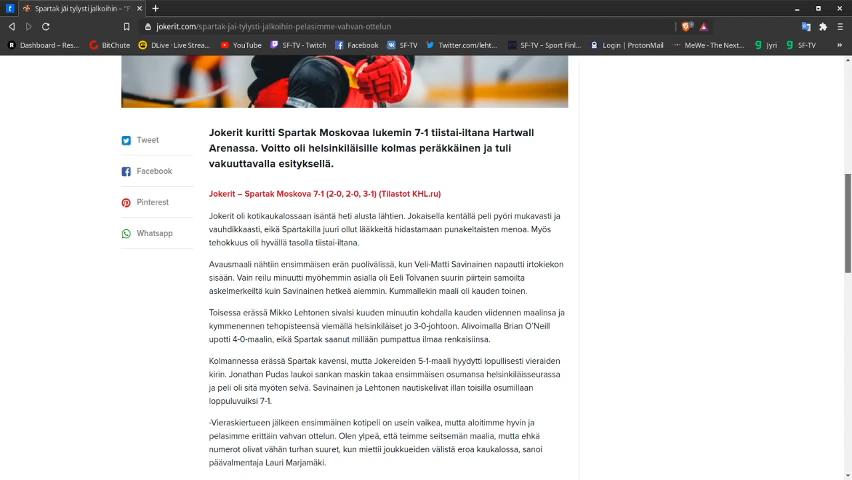 Spartak jäi tylysti jalkoihin – "P
jokerit.com/spartak-jai-tylysti-jalkoihin-pelasimme-vahvan-ottelun
Dashboard – Res... BitChute DLive · Live Strea... YouTube SF-TV - Twitch Facebook SF-TV Twitter.com/leht... SF-TV – Sport Finl... Login | ProtonMail MeWe - The Next... Jyri SF-TV »
Jokerit kuritti Spartak Moskovaa lukemin 7-1 tiistai-iltana Hartwall
Arenassa. Voitto oli helsinkiläisille kolmas peräkkäinen ja tuli
vakuuttavalla esityksellä.
Tweet
Facebook
Pinterest
Whatsapp
Jokerit – Spartak Moskova 7-1 (2-0, 2-0, 3-1) (Tilastot KHL.ru)
Jokerit oli kotikaukalossaan isäntä heti alusta lähtien. Jokaisella kentällä peli pyöri mukavasti ja
vauhdikkaasti, eikä Spartakilla juuri ollut lääkkeitä hidastamaan punakeltaisten menoa. Myös
tehokkuus oli hyvällä tasolla tiistai-iltana.
Avausmaali nähtiin ensimmäisen erän puolivälissä, kun Veli-Matti Savinainen napautti irtokiekon
sisään. Vain reilu minuutti myöhemmin asialla oli Eeli Tolvanen suurin piirtein samoilta
askelmerkeiltä kuin Savinainen hetkeä aiemmin. Kummallekin maali oli kauden toinen.
Toisessa erässä Mikko Lehtonen sivalsi kuuden minuutin kohdalla kauden viidennen maalinsa ja
kymmenennen tehopisteensä viemällä helsinkiläiset jo 3-0-johtoon. Alivoimalla Brian O'Neill
upotti 4-0-maalin, eikä Spartak saanut millään pumpattua ilmaa renkaisiinsa.
Kolmannessa erässä Spartak kavensi, mutta Jokereiden 5-1-maali hyydytti lopullisesti vieraiden
kirin. Jonathan Pudas laukoi sankan maskin takaa ensimmäisen osumansa helsinkiläisseurassa
ja peli oli sitä myöten selvä. Savinainen ja Lehtonen nautiskelivat illan toisilla osumillaan
loppuluvuiksi 7-1.
-Vieraskiertueen jälkeen ensimmäinen kotipeli on usein vaikea, mutta aloitimme hyvin ja
pelasimme erittäin vahvan ottelun. Olen ylpeä, että teimme seitsemän maalia, mutta ehkä
numerot olivat vähän turhan suuret, kun miettii joukkueiden välistä eroa kaukalossa, sanoi
päävalmentaja Lauri Marjamäki.